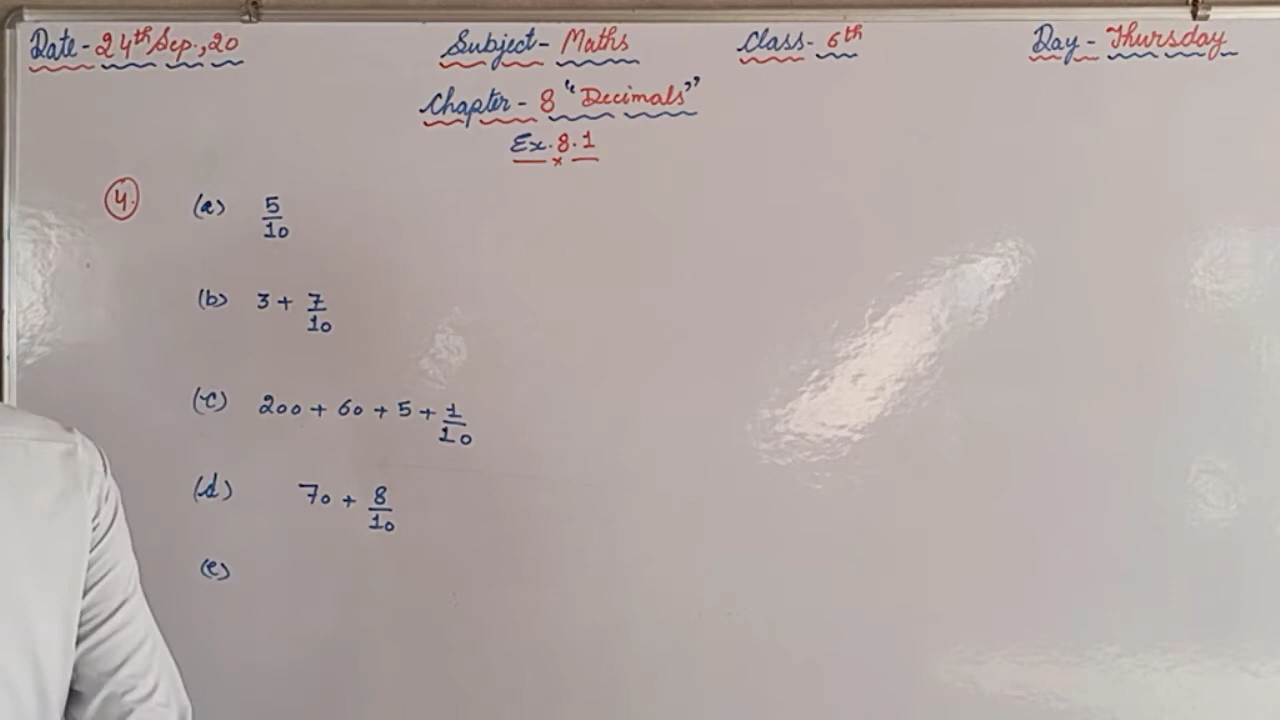 Date - 24th Sep., 20 Subject - Maths Class - 6th Day - Thursday
Chapter - 8 "Decimals"
Ex. 8.1
4. (a) 5/10
(b) 3 + 7/10
(c) 200 + 60 + 5 + 1/10
(d) 70 + 8/10
(e)